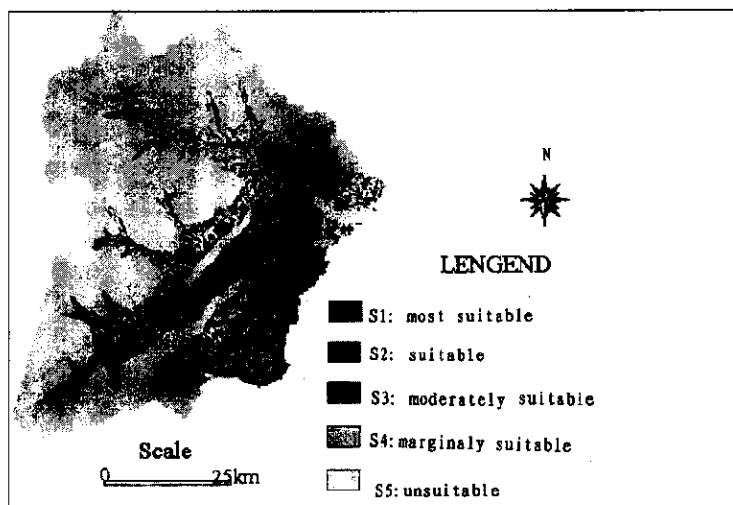 N
LENGEND
S1: most suitable
S2: suitable
S3: moderately suitable
S4: marginaly suitable
S5: unsuitable
Scale
0 25km